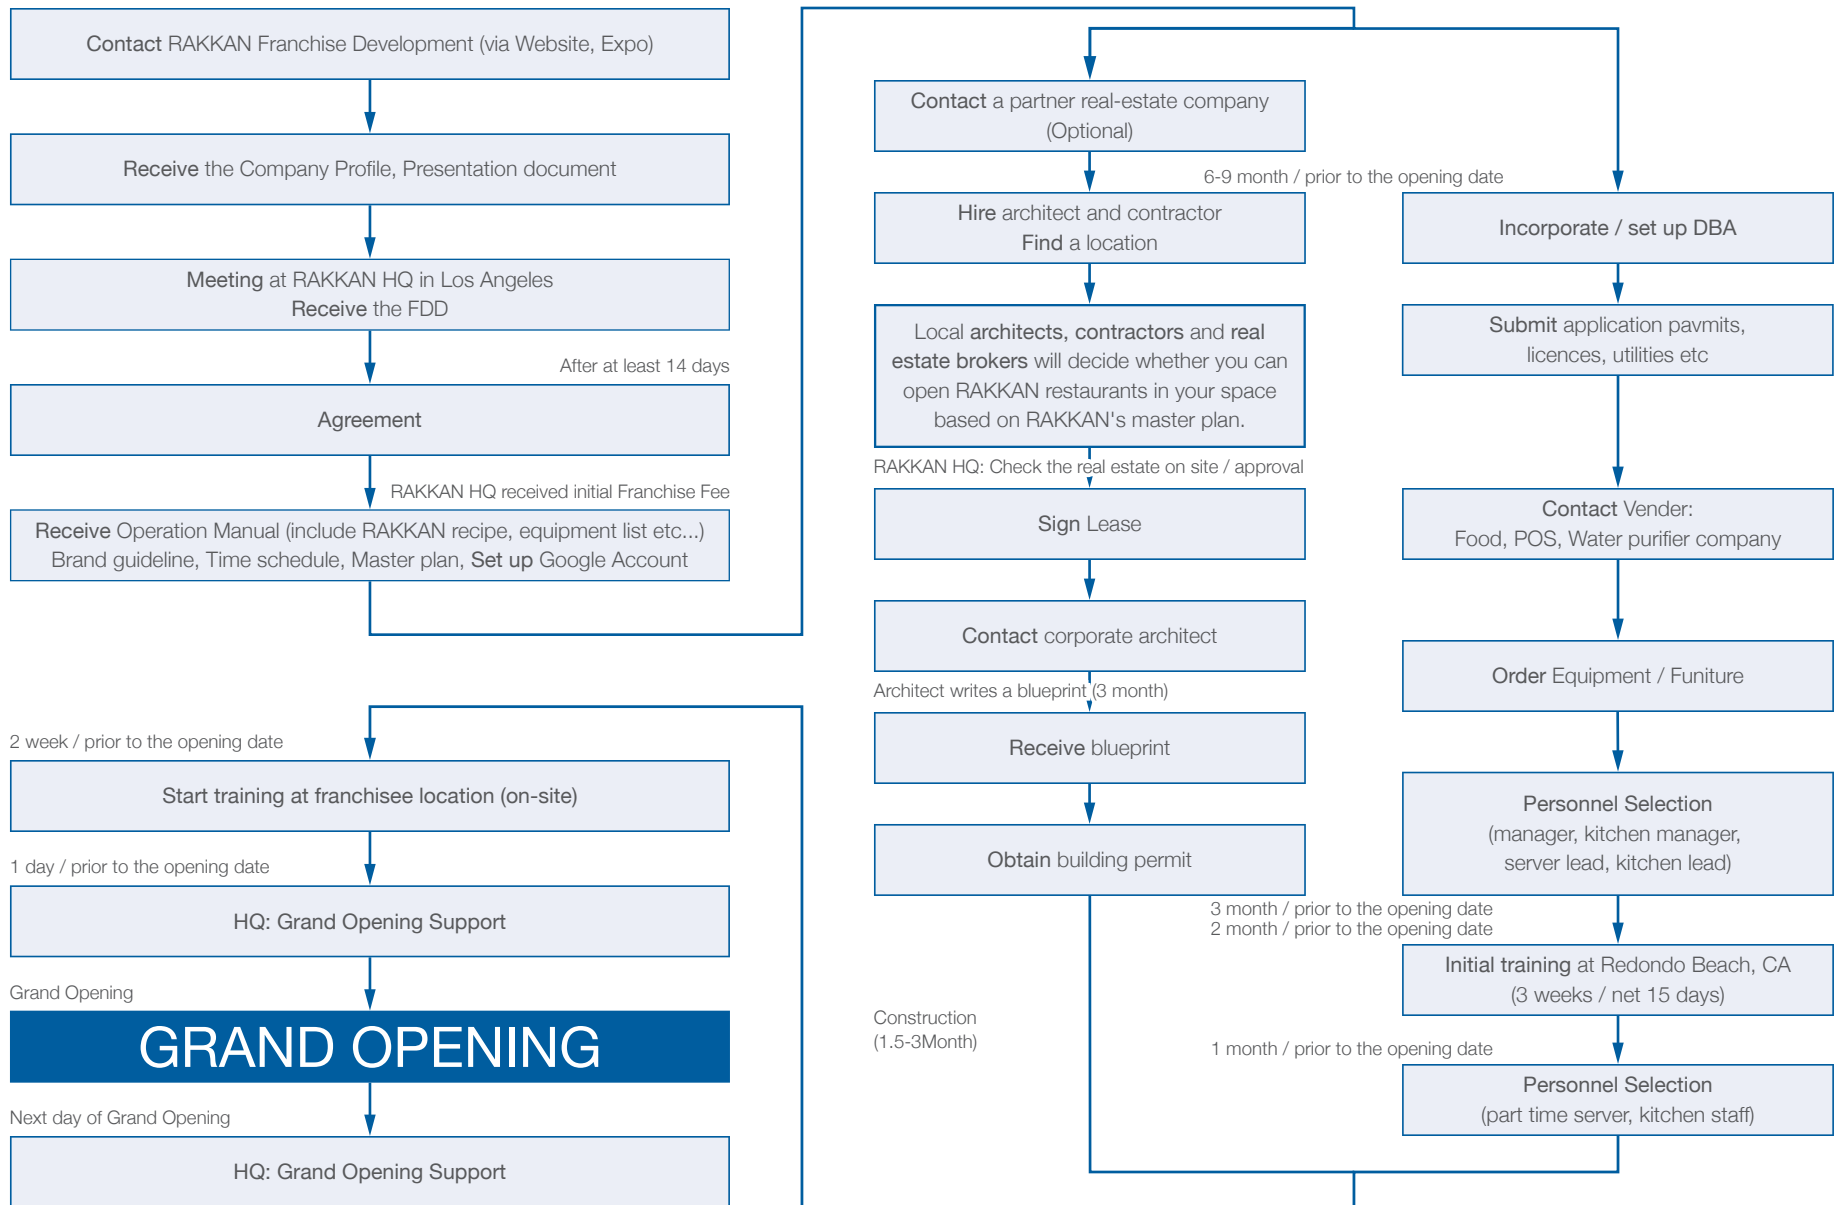 Contact RAKKAN Franchise Development (via Website, Expo)
Receive the Company Profile, Presentation document
Meeting at RAKKAN HQ in Los Angeles
Receive the FDD
After at least 14 days
Agreement
RAKKAN HQ received initial Franchise Fee
Receive Operation Manual (include RAKKAN recipe, equipment list etc...)
Brand guideline, Time schedule, Master plan, Set up Google Account
Contact a partner real-estate company
(Optional)
6-9 month / prior to the opening date
Hire architect and contractor
Find a location
Local architects, contractors and real
estate brokers will decide whether you can
open RAKKAN restaurants in your space
based on RAKKAN's master plan.
RAKKAN HQ: Check the real estate on site / approval
Sign Lease
Contact corporate architect
Architect writes a blueprint (3 month)
Receive blueprint
Obtain building permit
Construction
(1.5-3Month)
Incorporate / set up DBA
Submit application pavmits,
licences, utilities etc
Contact Vender:
Food, POS, Water purifier company
Order Equipment / Funiture
Personnel Selection
(manager, kitchen manager,
server lead, kitchen lead)
3 month / prior to the opening date
2 month / prior to the opening date
Initial training at Redondo Beach, CA
(3 weeks / net 15 days)
1 month / prior to the opening date
Personnel Selection
(part time server, kitchen staff)
2 week / prior to the opening date
Start training at franchisee location (on-site)
1 day / prior to the opening date
HQ: Grand Opening Support
Grand Opening
GRAND OPENING
Next day of Grand Opening
HQ: Grand Opening Support